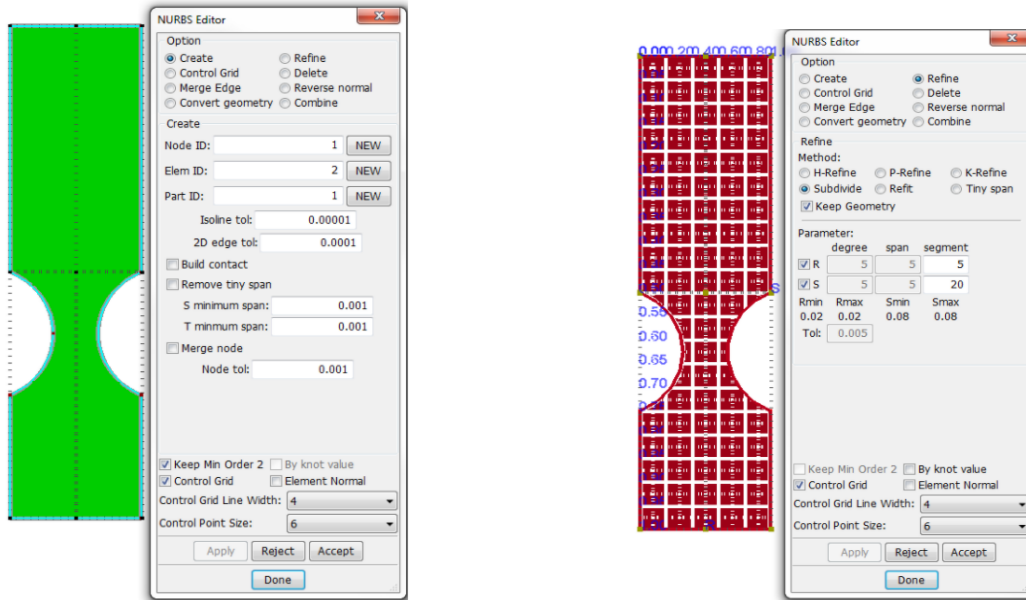 NURBS Editor
Option
Create Refine
Control Grid Delete
Merge Edge Reverse normal
Convert geometry Combine
Create
Node ID: 1 NEW
Elem ID: 2 NEW
Part ID: 1 NEW
Isoline tol: 0.00001
2D edge tol: 0.0001
Build contact
Remove tiny span
S minimum span: 0.001
T minmum span: 0.001
Merge node
Node tol: 0.001
Keep Min Order 2 By knot value
Control Grid Element Normal
Control Grid Line Width: 4
Control Point Size: 6
Apply Reject Accept
Done
0.55
0.60
0.65
0.70
S
NURBS Editor
Option
Create Refine
Control Grid Delete
Merge Edge Reverse normal
Convert geometry Combine
Refine
Method:
H-Refine P-Refine K-Refine
Subdivide Refit Tiny span
Keep Geometry
Parameter:
degree span segment
R 5 5 5
S 5 5 20
Rmin Rmax Smin Smax
0.02 0.02 0.08 0.08
Tol: 0.005
Keep Min Order 2 By knot value
Control Grid Element Normal
Control Grid Line Width: 4
Control Point Size: 6
Apply Reject Accept
Done